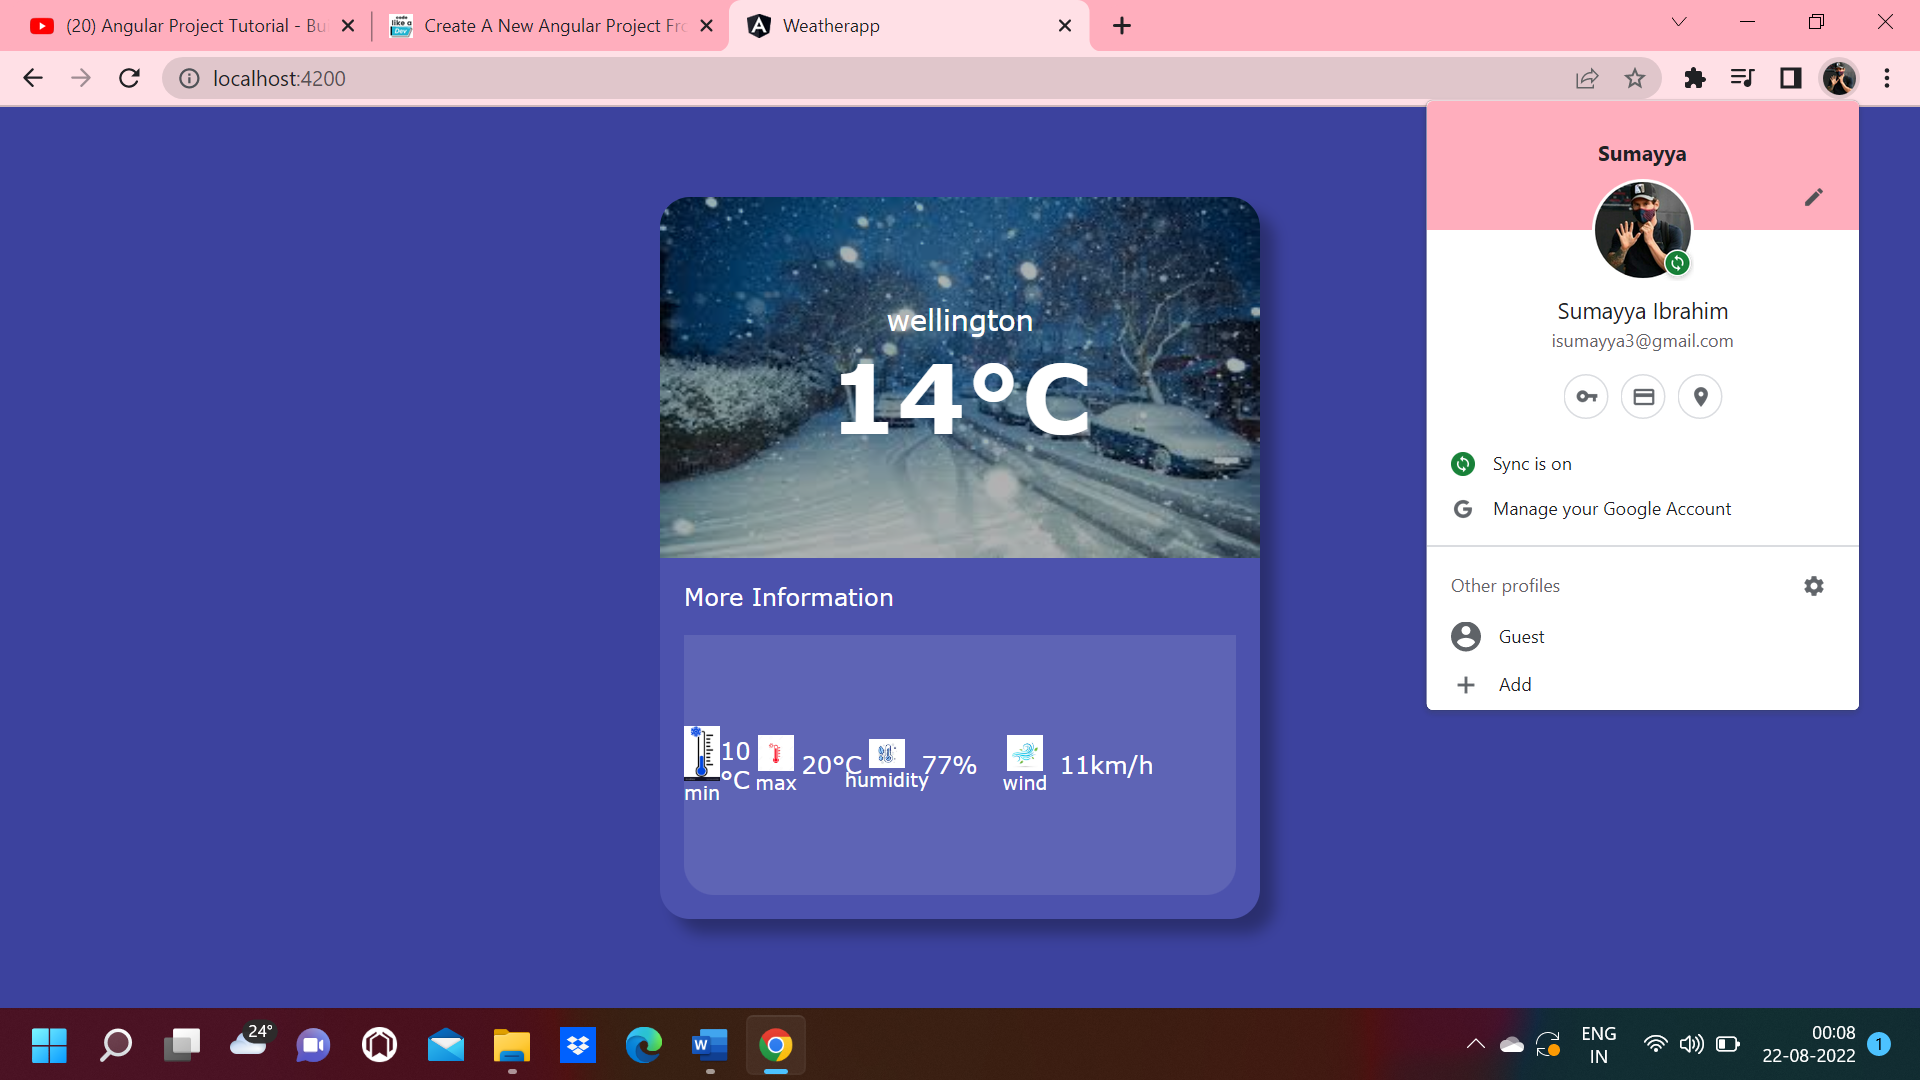 (20) Angular Project Tutorial - Bu
Create A New Angular Project Fro
Weatherapp
localhost:4200
Sumayya
Sumayya Ibrahim
isumayya3@gmail.com
Sync is on
Manage your Google Account
Other profiles
Guest
Add
wellington
14°C
More Information
10
°C
min
max
20°C
humidity
77%
wind
11km/h
24°
ENG
IN
00:08
22-08-2022
1